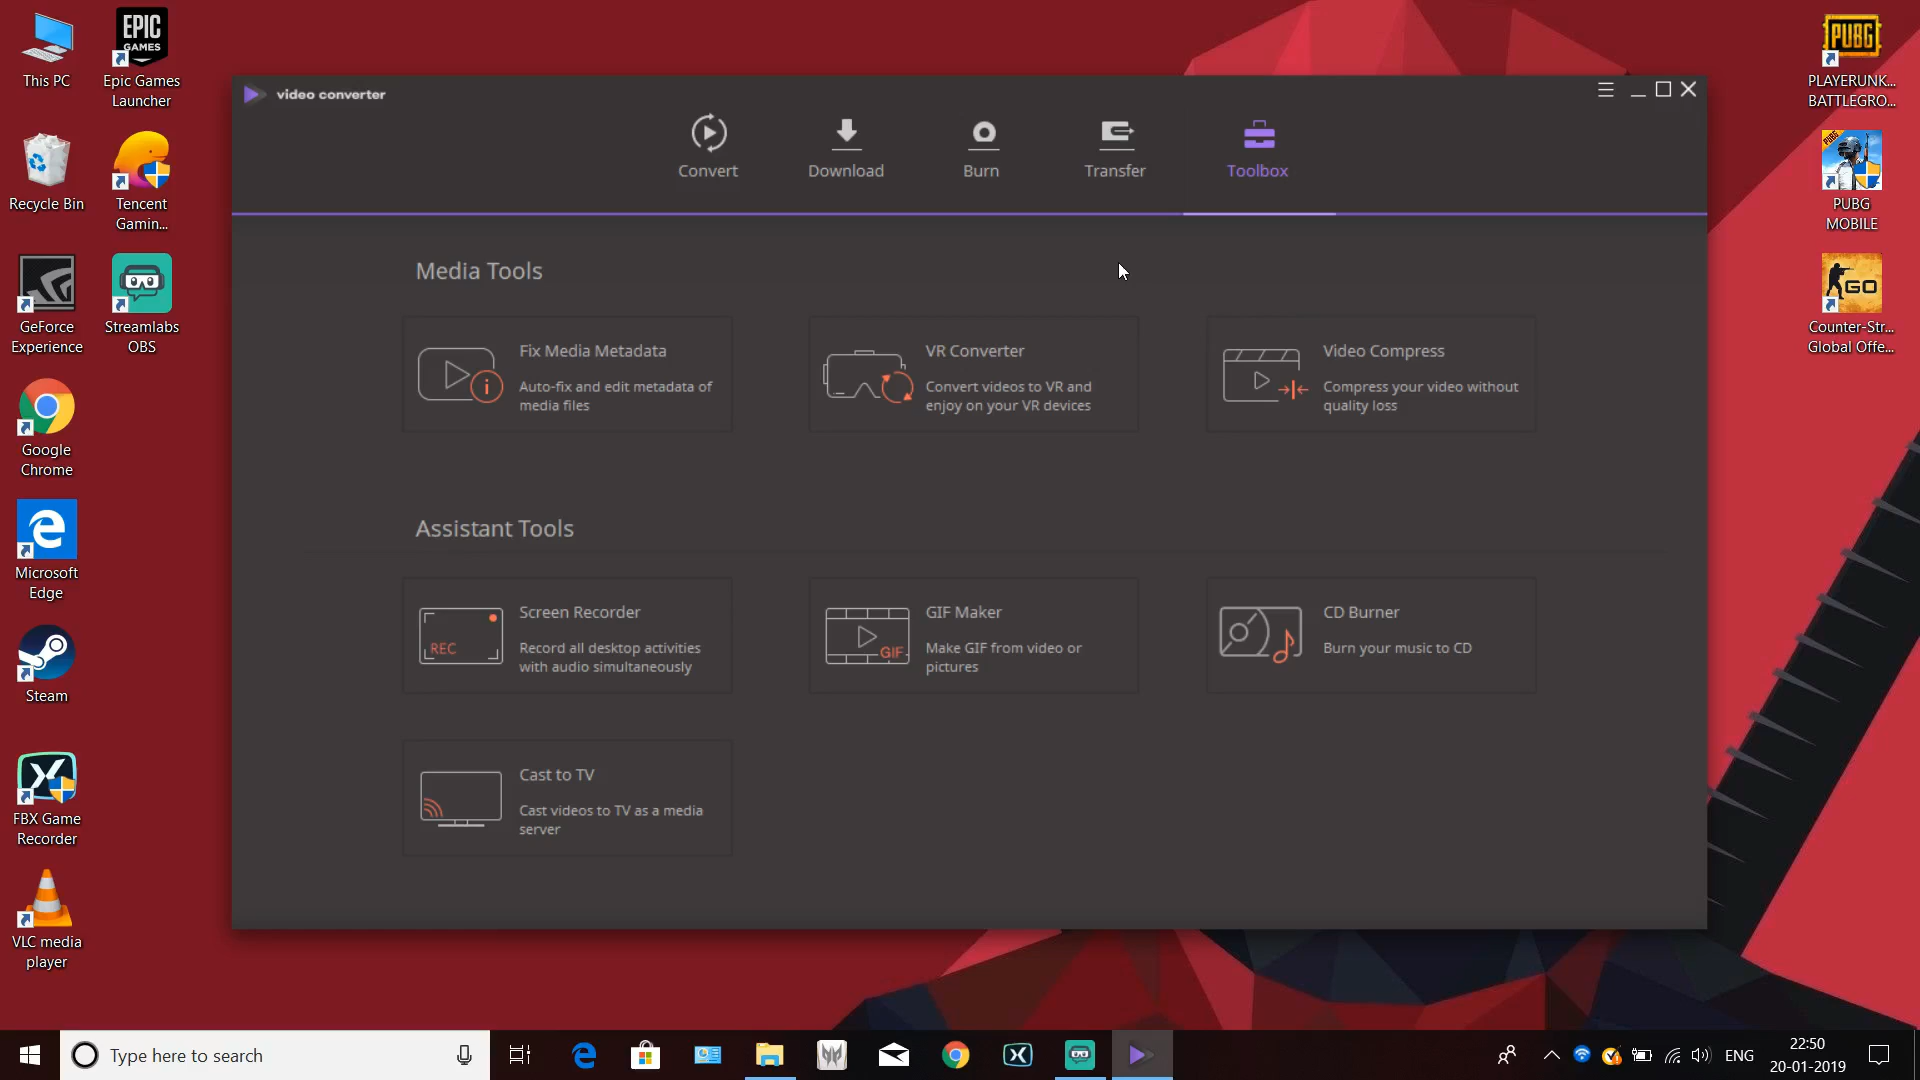 This PC
EPIC
GAMES
Epic Games
Launcher
Recycle Bin
Tencent
Gamin...
GeForce
Experience
Streamlabs
OBS
Google
Chrome
Microsoft
Edge
Steam
FBX Game
Recorder
VLC media
player
video converter
Convert
Download
Burn
Transfer
Toolbox
Media Tools
Fix Media Metadata
Auto-fix and edit metadata of
media files
VR Converter
Convert videos to VR and
enjoy on your VR devices
Video Compress
Compress your video without
quality loss
Assistant Tools
REC
Screen Recorder
Record all desktop activities
with audio simultaneously
GIF
GIF Maker
Make GIF from video or
pictures
CD Burner
Burn your music to CD
Cast to TV
Cast videos to TV as a media
server
PUBG
PLAYERUNK...
BATTLEGRO...
PUBG
PUBG
MOBILE
GO
Counter-Str...
Global Offe...
Type here to search
ENG
22:50
20-01-2019